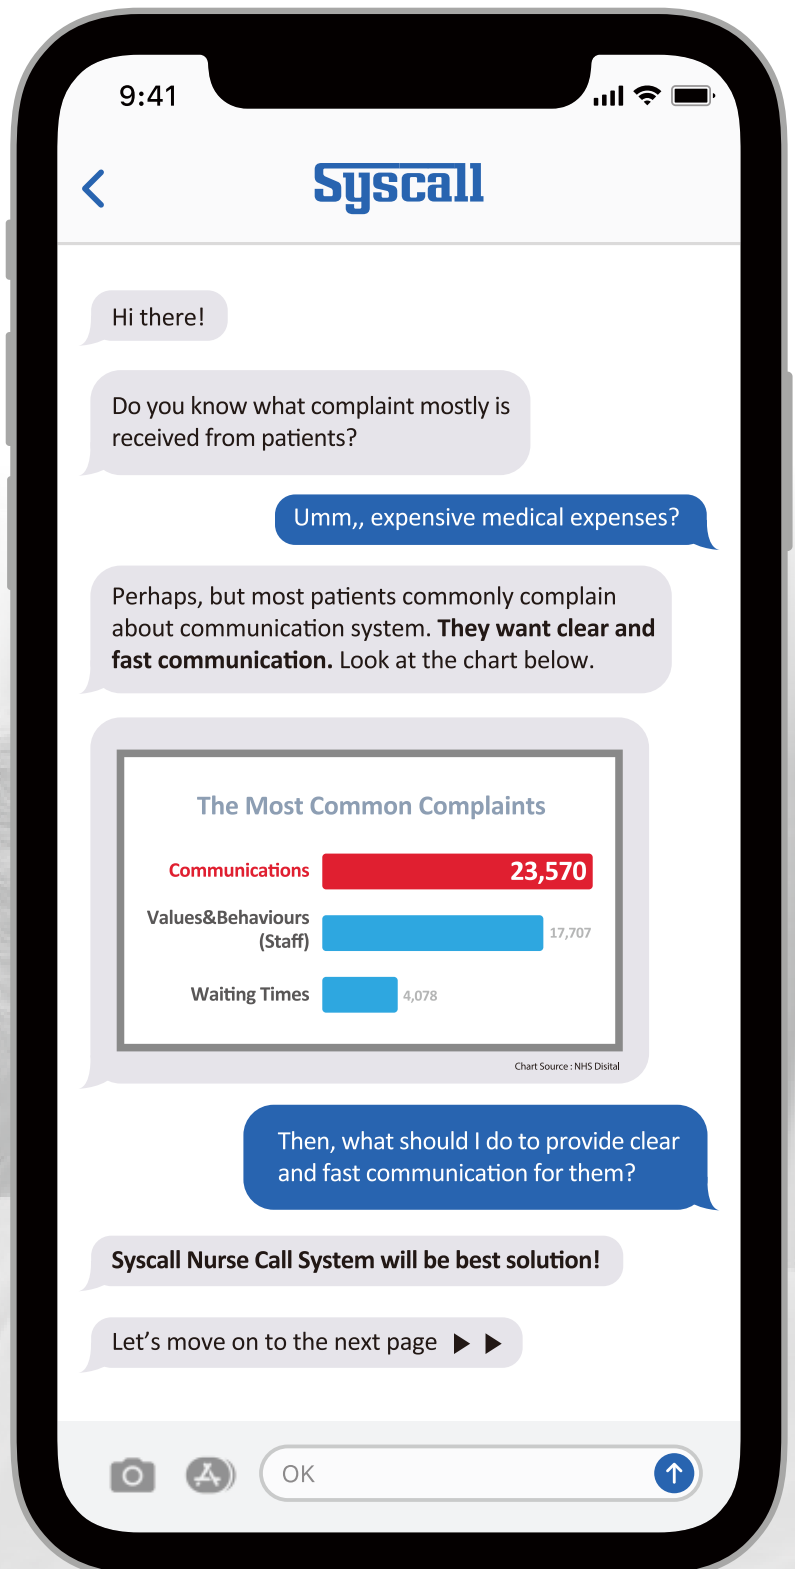 9:41
Syscall
Hi there!
Do you know what complaint mostly is
received from patients?
Umm,, expensive medical expenses?
Perhaps, but most patients commonly complain
about communication system. They want clear and
fast communication. Look at the chart below.
The Most Common Complaints
Communications 23,570
Values&Behaviours
(Staff) 17,707
Waiting Times 4,078
Chart Source : NHS Disital
Then, what should I do to provide clear
and fast communication for them?
Syscall Nurse Call System will be best solution!
Let's move on to the next page ▶ ▶
OK